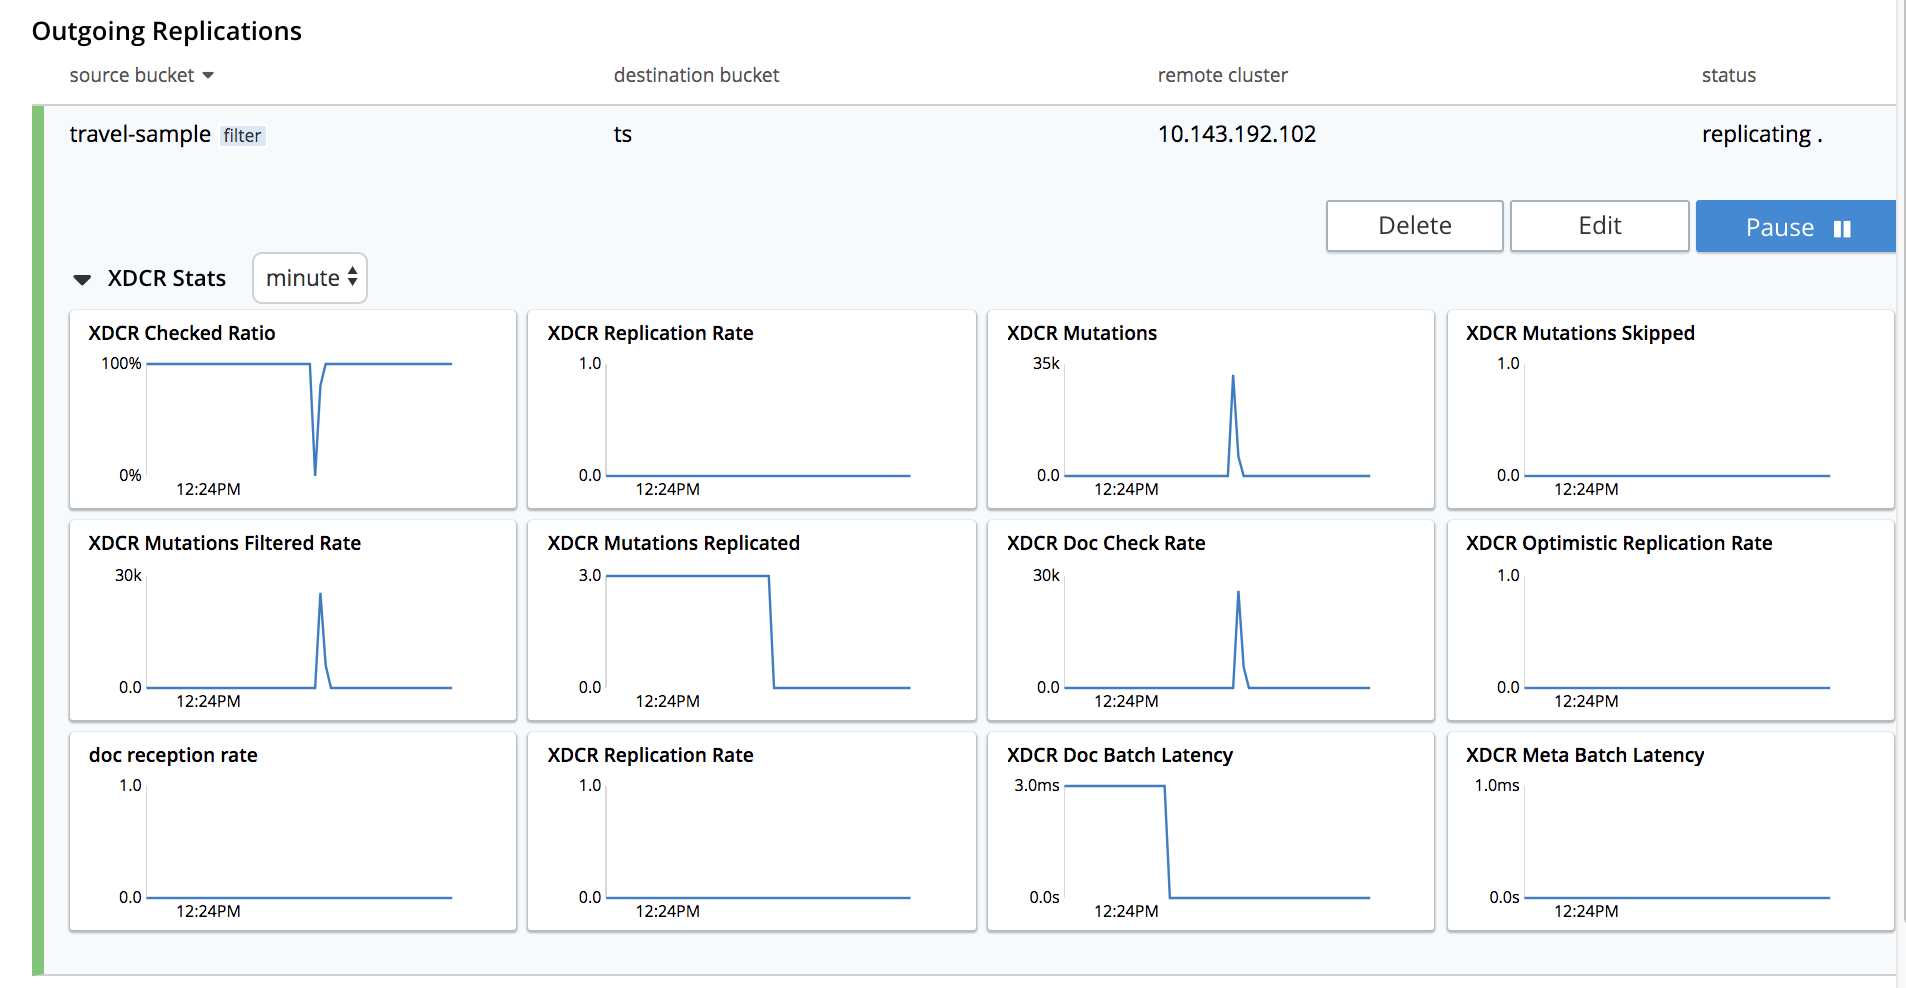 Outgoing Replications
source bucket destination bucket remote cluster status
travel-sample filter ts 10.143.192.102 replicating .
Delete Edit Pause
XDCR Stats minute
XDCR Checked Ratio
100%
0%
12:24PM
XDCR Replication Rate
1.0
0.0
12:24PM
XDCR Mutations
35k
0.0
12:24PM
XDCR Mutations Skipped
1.0
0.0
12:24PM
XDCR Mutations Filtered Rate
30k
0.0
12:24PM
XDCR Mutations Replicated
3.0
0.0
12:24PM
XDCR Doc Check Rate
30k
0.0
12:24PM
XDCR Optimistic Replication Rate
1.0
0.0
12:24PM
doc reception rate
1.0
0.0
12:24PM
XDCR Replication Rate
1.0
0.0
12:24PM
XDCR Doc Batch Latency
3.0ms
0.0s
12:24PM
XDCR Meta Batch Latency
1.0ms
0.0s
12:24PM